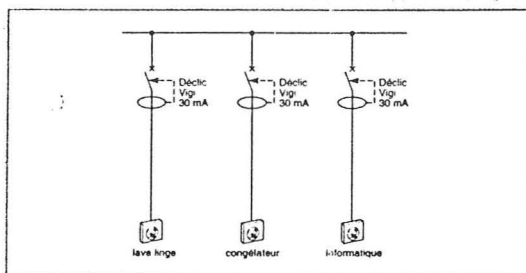 Déclic
Vigi
30 mA
Déclic
Vigi
30 mA
Déclic
Vigi
30 mA
lave linge
congélateur
informatique